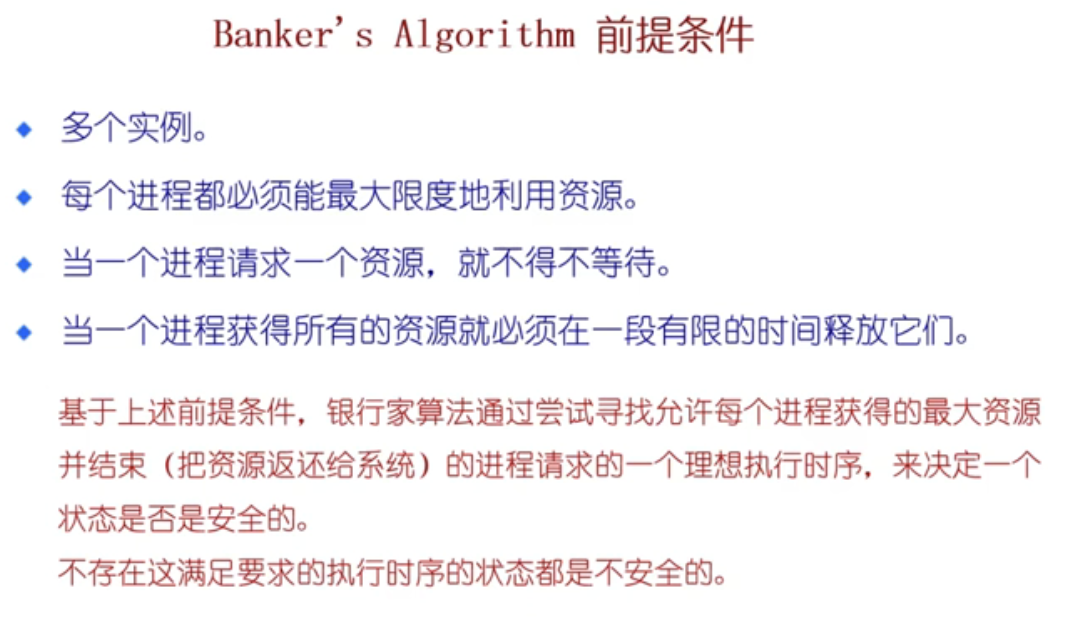 Banker's Algorithm 前提条件
多个实例。
每个进程都必须能最大限度地利用资源。
当一个进程请求一个资源，就不得不等待。
当一个进程获得所有的资源就必须在一段有限的时间释放它们。
基于上述前提条件，银行家算法通过尝试寻找允许每个进程获得的最大资源
并结束（把资源返还给系统）的进程请求的一个理想执行时序，来决定一个
状态是否是安全的。
不存在这满足要求的执行时序的状态都是不安全的。